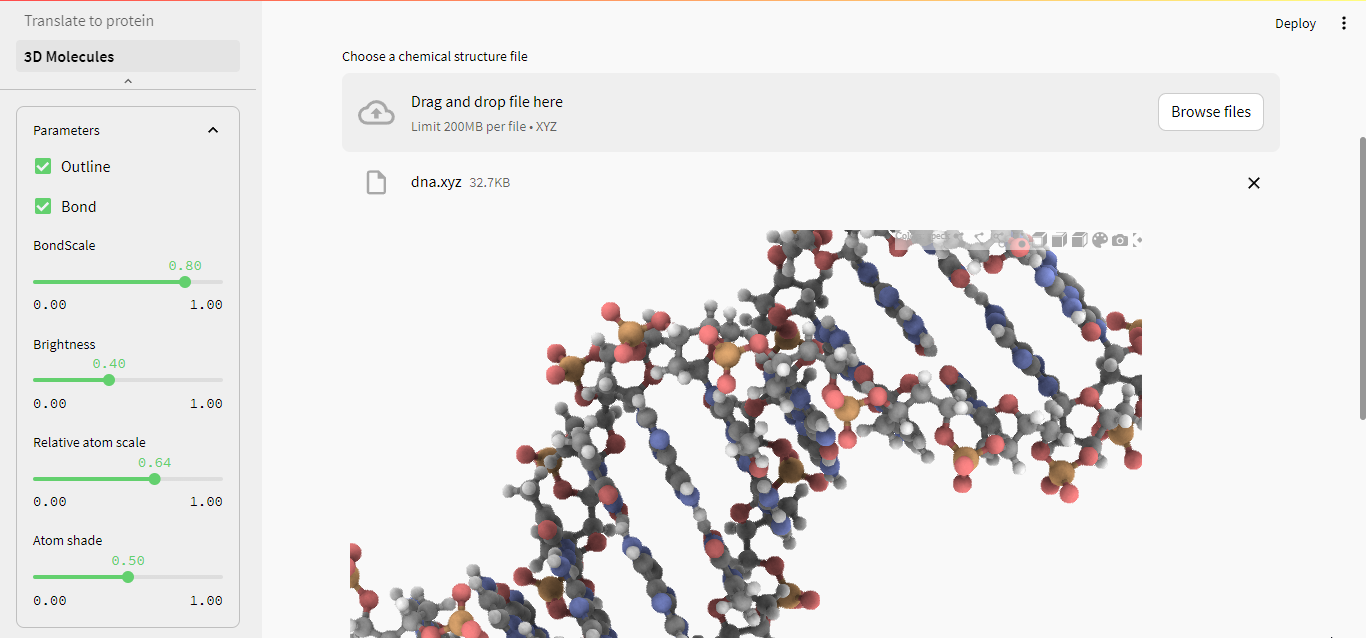 Translate to protein
3D Molecules
Parameters
Outline
Bond
BondScale
0.80
0.00 1.00
Brightness
0.40
0.00 1.00
Relative atom scale
0.64
0.00 1.00
Atom shade
0.50
0.00 1.00
Deploy
Choose a chemical structure file
Drag and drop file here
Limit 200MB per file • XYZ
Browse files
dna.xyz 32.7KB